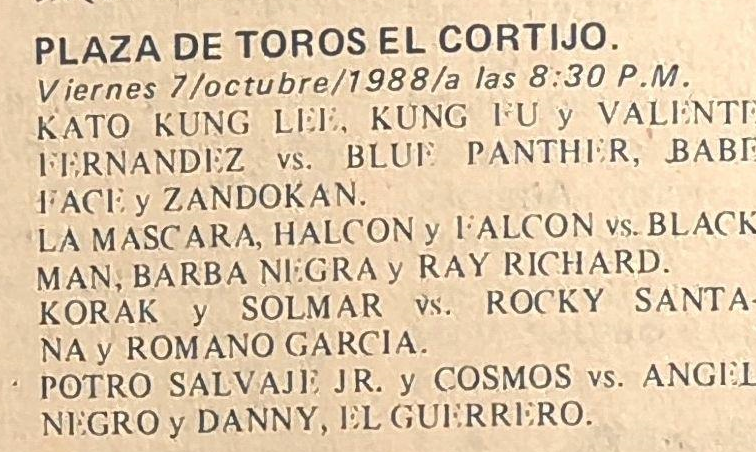 PLAZA DE TOROS EL CORTIJO.
Viernes 7/octubre/1988/a las 8:30 P.M.
KATO KUNG LEE, KUNG FU y VALENTE
FERNANDEZ vs. BLUE PANTHER, BABE
FACE y ZANDOKAN.
LA MASCARA, HALCON y FALCON vs. BLACK
MAN, BARBA NEGRA y RAY RICHARD.
KORAK y SOLMAR vs. ROCKY SANTA-
NA y ROMANO GARCIA.
POTRO SALVAJE JR. y COSMOS vs. ANGEL
NEGRO y DANNY, EL GUERRERO.